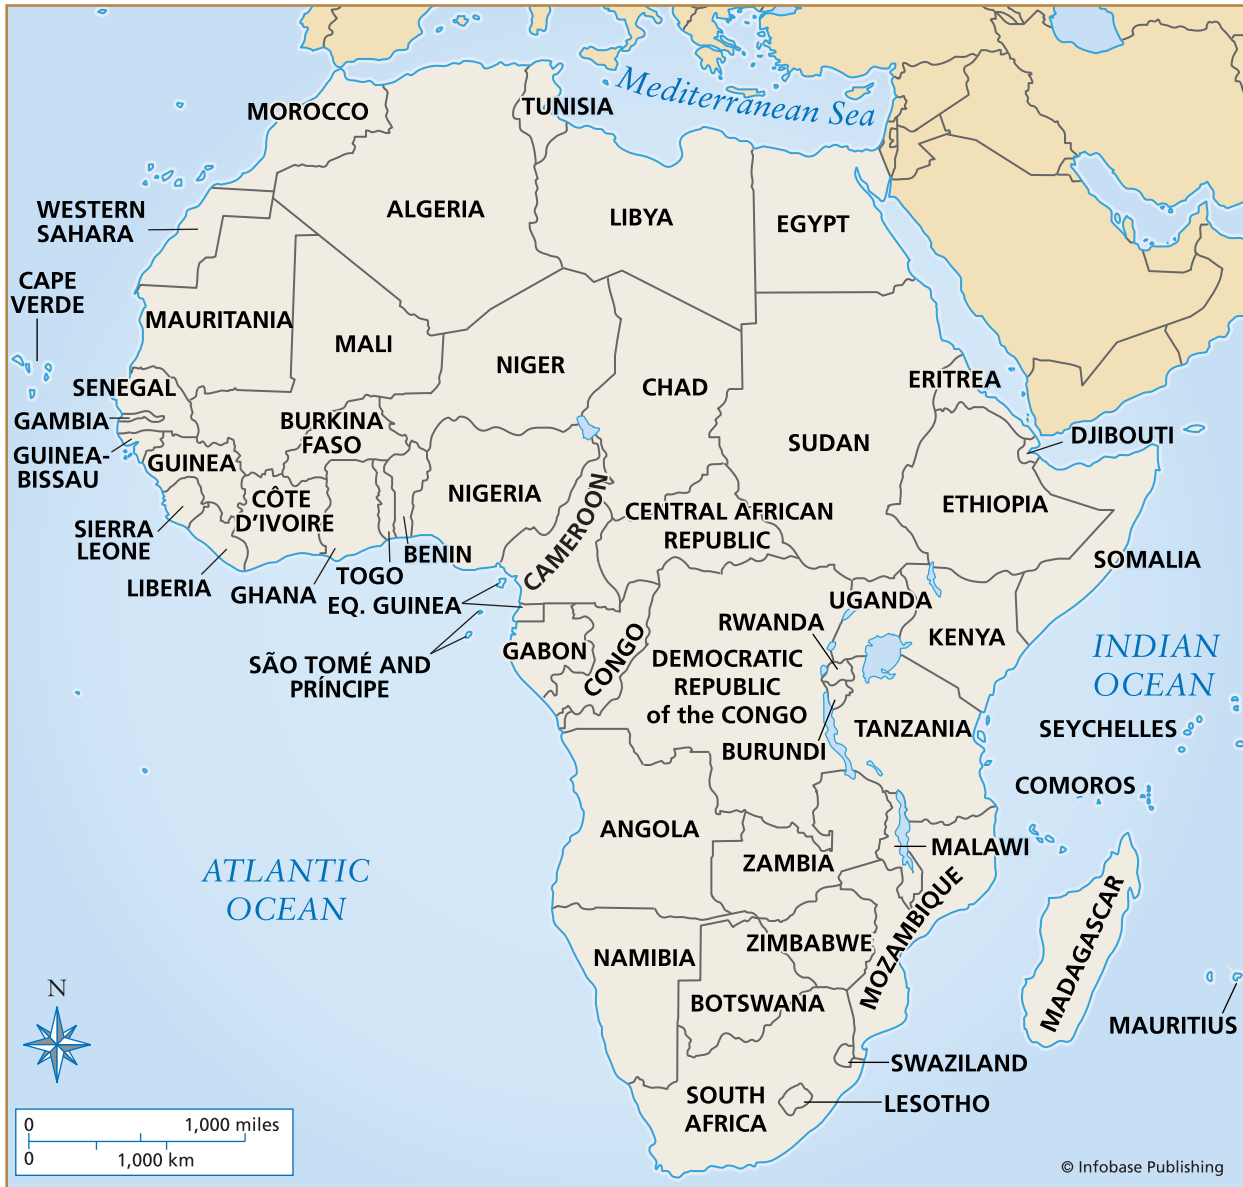 Mediterranean Sea
MOROCCO
TUNISIA
ALGERIA
LIBYA
EGYPT
WESTERN
SAHARA
CAPE
VERDE
MAURITANIA
MALI
NIGER
CHAD
SUDAN
ERITREA
DJIBOUTI
SENEGAL
GAMBIA
GUINEA-
BISSAU
GUINEA
BURKINA
FASO
SIERRA
LEONE
CÔTE
D'IVOIRE
LIBERIA
GHANA
TOGO
BENIN
NIGERIA
CAMEROON
CENTRAL AFRICAN
REPUBLIC
ETHIOPIA
SOMALIA
EQ. GUINEA
SÃO TOMÉ AND
PRÍNCIPE
GABON
CONGO
DEMOCRATIC
REPUBLIC
of the CONGO
RWANDA
UGANDA
KENYA
BURUNDI
TANZANIA
INDIAN
OCEAN
SEYCHELLES
COMOROS
ANGOLA
ZAMBIA
MALAWI
MOZAMBIQUE
MADAGASCAR
MAURITIUS
ATLANTIC
OCEAN
NAMIBIA
ZIMBABWE
BOTSWANA
SWAZILAND
LESOTHO
SOUTH
AFRICA
N
0 1,000 miles
0 1,000 km
© Infobase Publishing